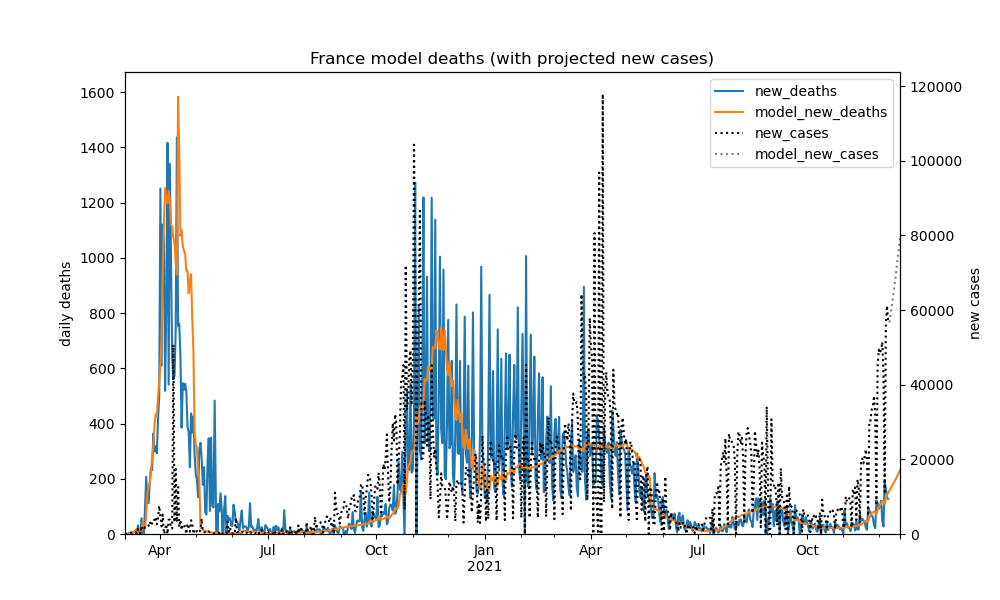 France model deaths (with projected new cases)
new_deaths
model_new_deaths
new_cases
model_new_cases
daily deaths
1600
1400
1200
1000
800
600
400
200
0
120000
100000
80000
60000
40000
20000
0
new cases
Apr
Jul
Oct
Jan
2021
Apr
Jul
Oct